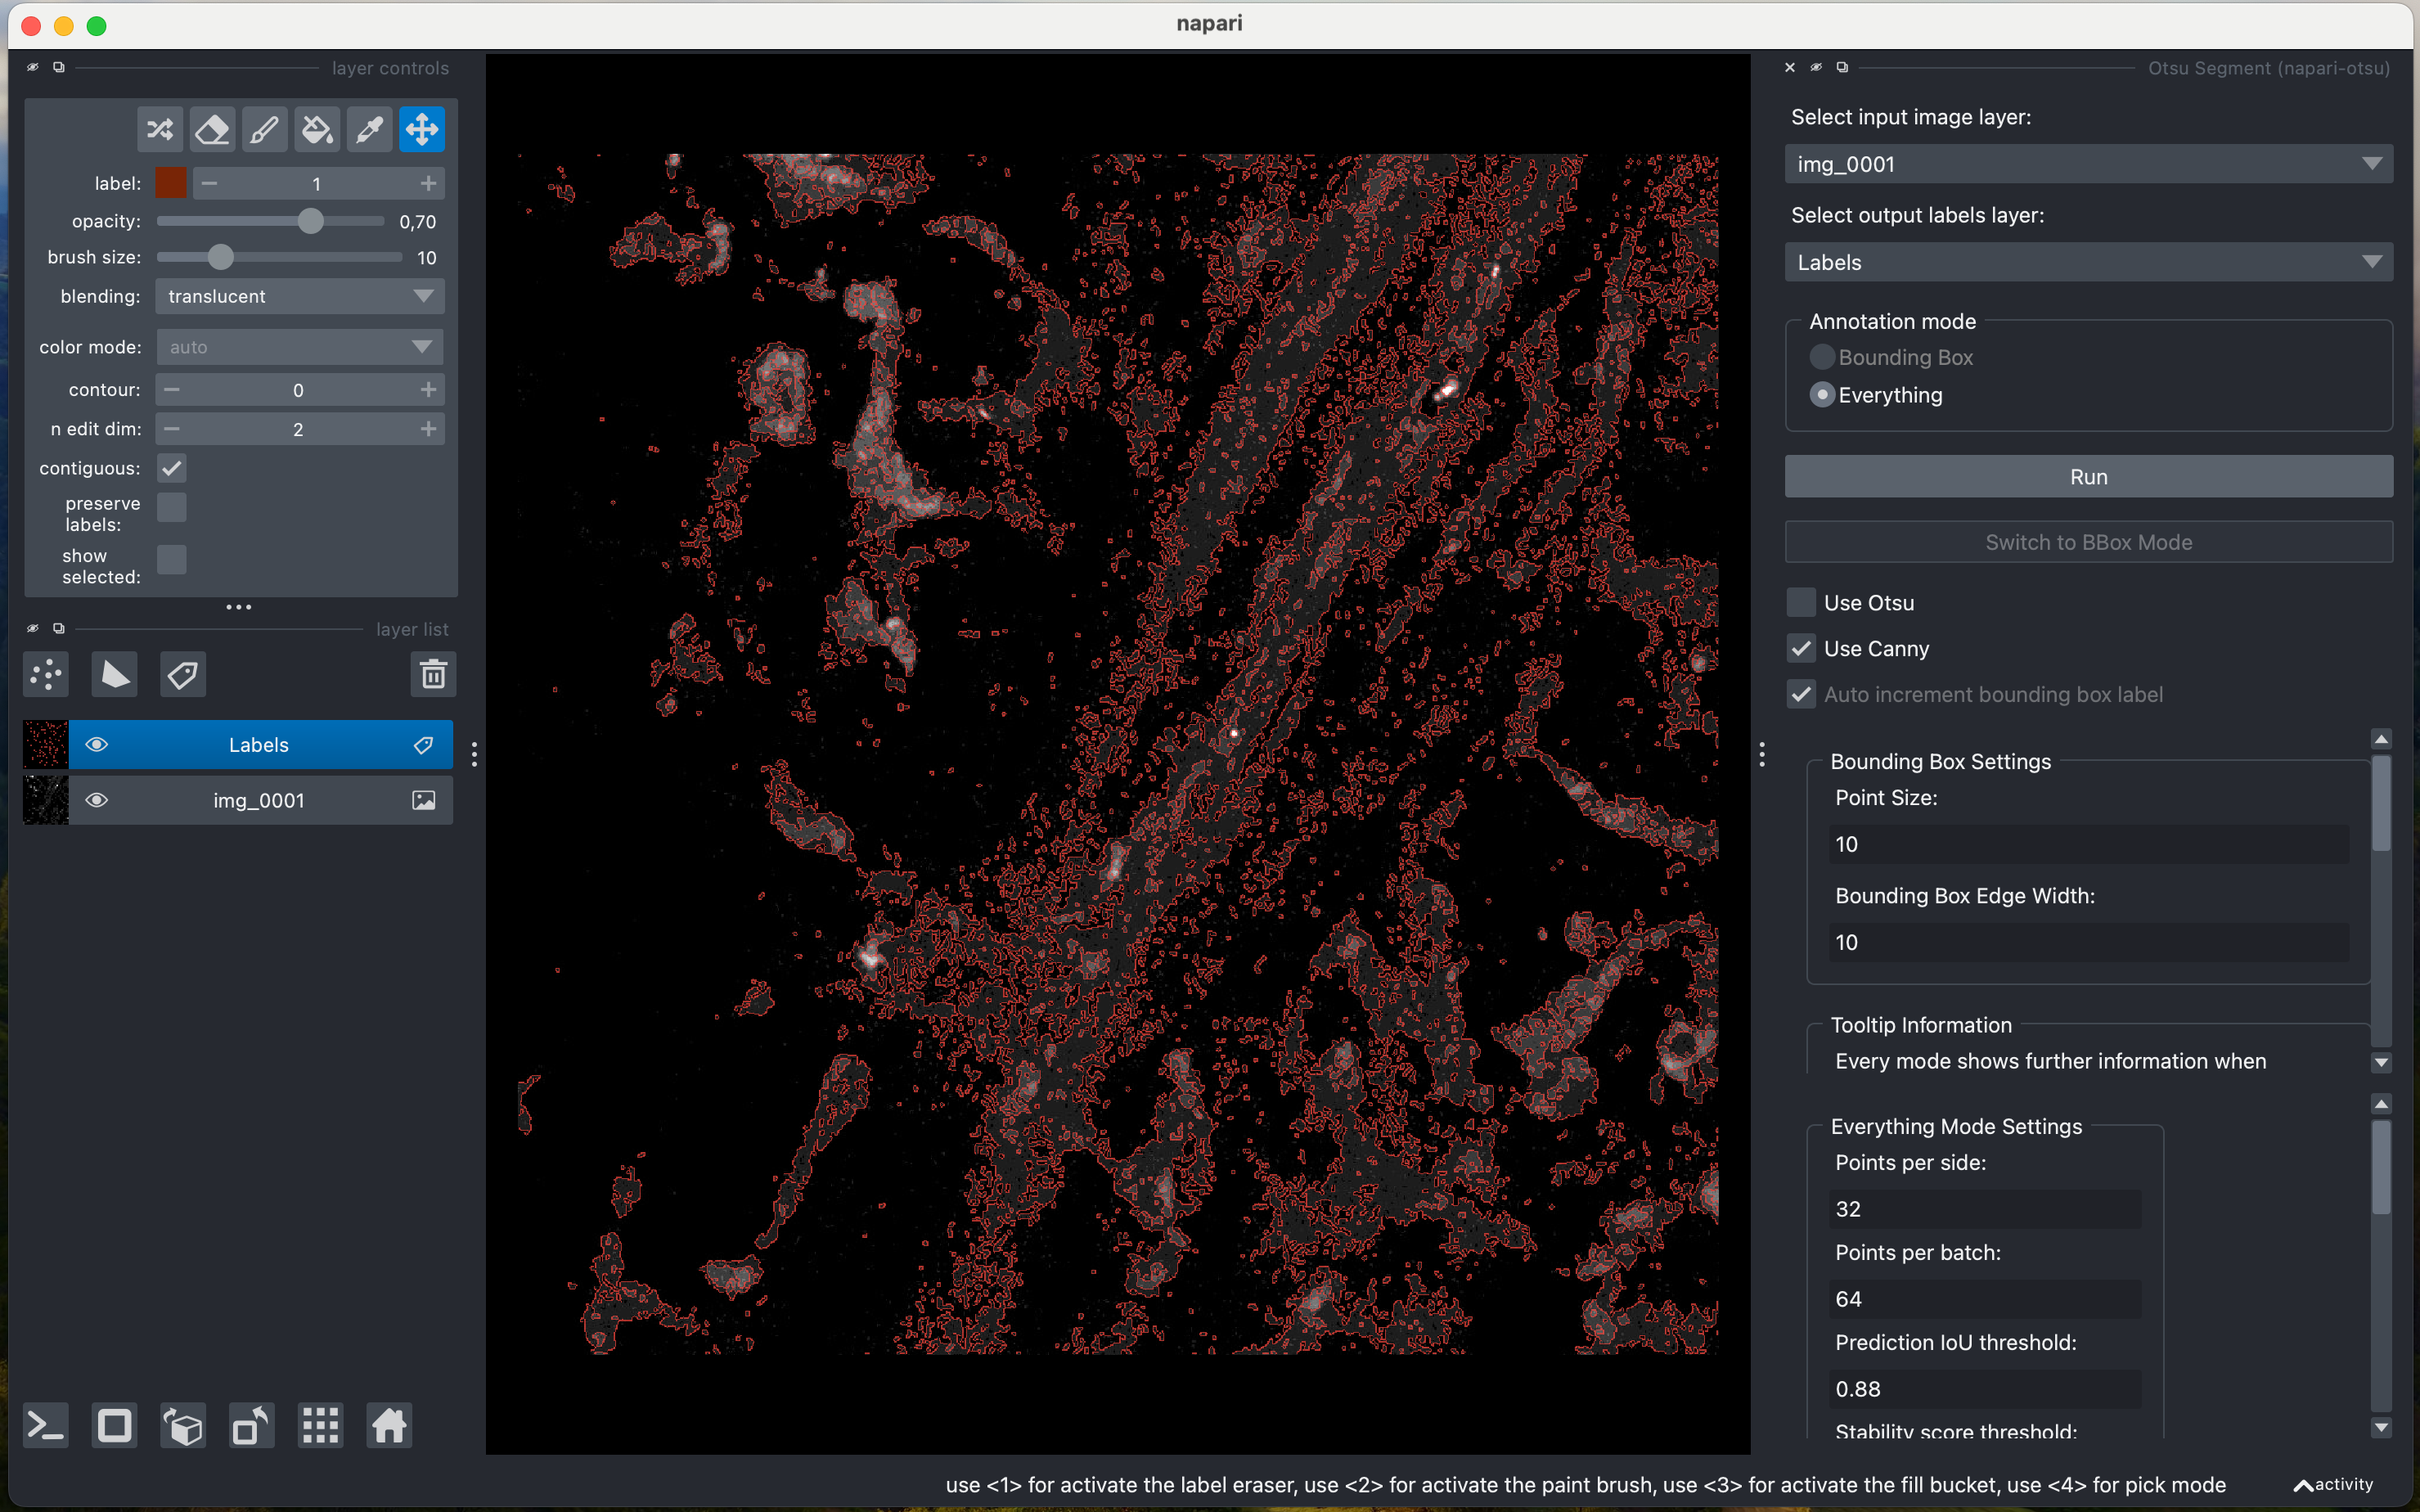 napari
layer controls
label:
1
opacity:
0,70
brush size:
10
blending:
translucent
color mode:
auto
contour:
0
n edit dim:
2
contiguous:
preserve
labels:
show
selected:
layer list
Labels
img_0001
Otsu Segment (napari-otsu)
Select input image layer:
img_0001
Select output labels layer:
Labels
Annotation mode
Bounding Box
Everything
Run
Switch to BBox Mode
Use Otsu
Use Canny
Auto increment bounding box label
Bounding Box Settings
Point Size:
10
Bounding Box Edge Width:
10
Tooltip Information
Every mode shows further information when
Everything Mode Settings
Points per side:
32
Points per batch:
64
Prediction IoU threshold:
0.88
Stability score threshold:
use <1> for activate the label eraser, use <2> for activate the paint brush, use <3> for activate the fill bucket, use <4> for pick mode
activity